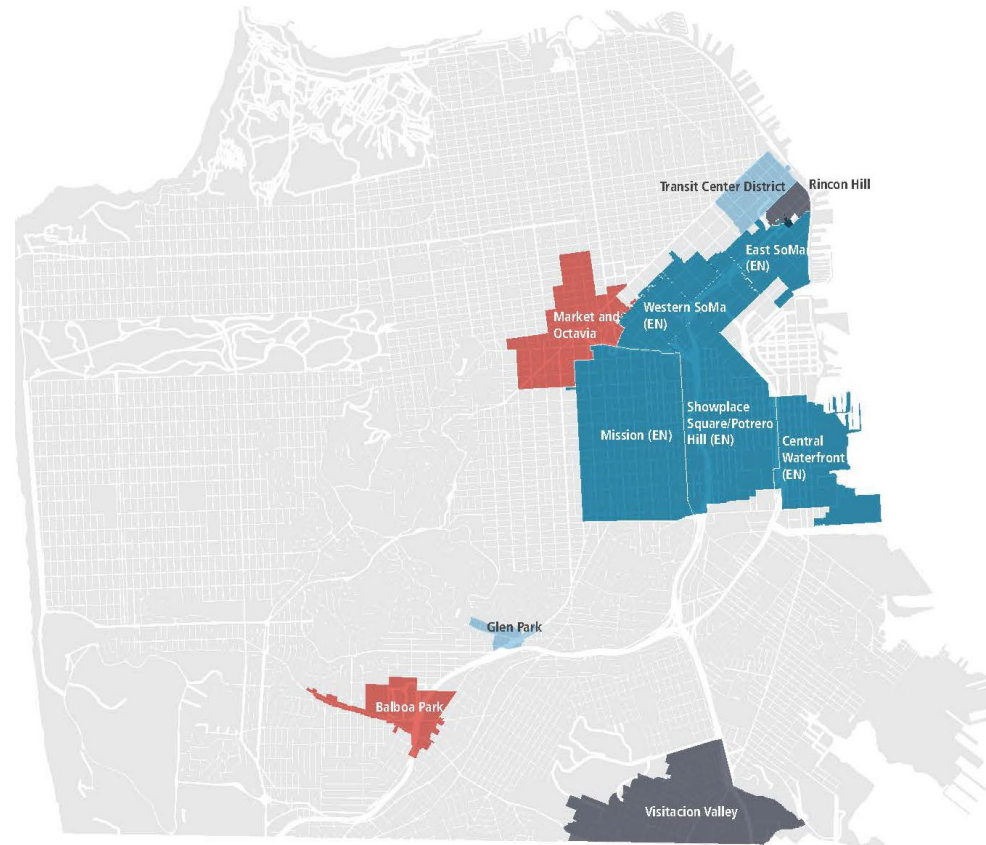 Transit Center District
Rincon Hill
East SoMa
(EN)
Western SoMa
(EN)
Market and
Octavia
Showplace
Square/Potrero
Hill (EN)
Mission (EN)
Central
Waterfront
(EN)
Glen Park
Balboa Park
Visitacion Valley